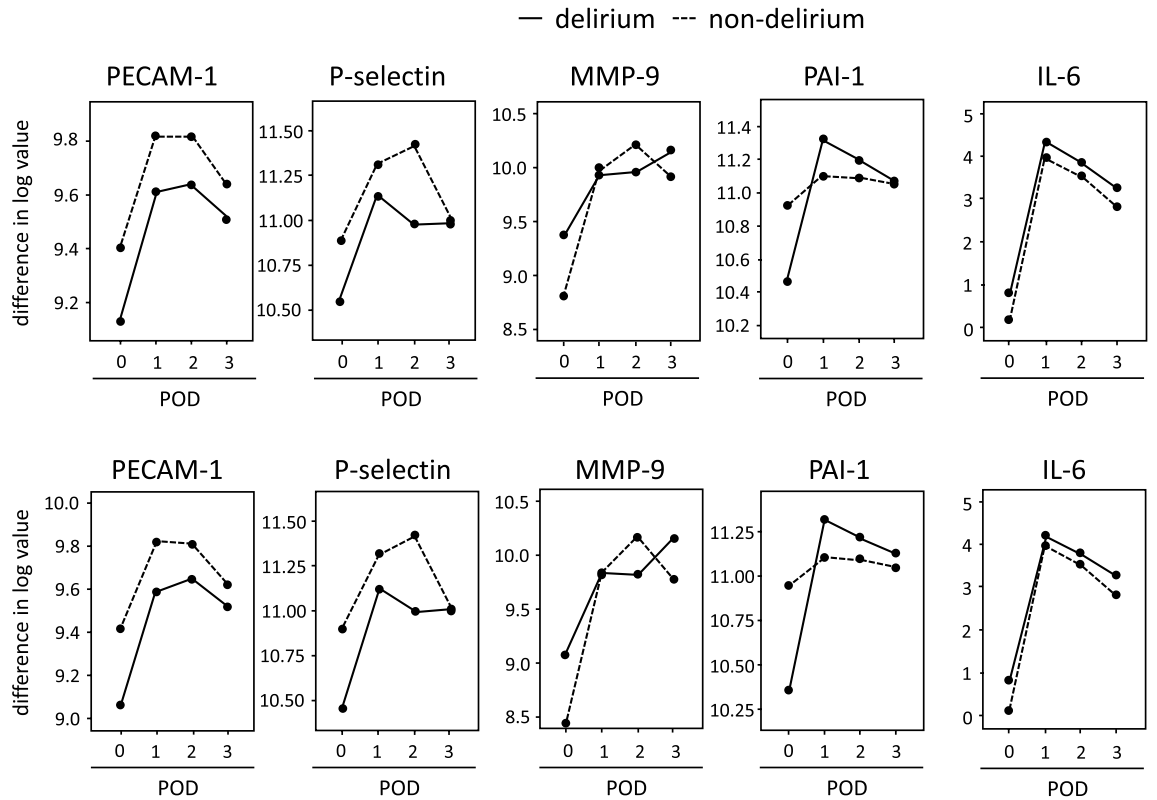 delirium non-delirium
PECAM-1 P-selectin MMP-9 PAI-1 IL-6
difference in log value
9.8
9.6
9.4
9.2
0 1 2 3
POD
11.50
11.25
11.00
10.75
10.50
0 1 2 3
POD
10.5
10.0
9.5
9.0
8.5
0 1 2 3
POD
11.4
11.2
11.0
10.8
10.6
10.4
10.2
0 1 2 3
POD
5
4
3
2
1
0
0 1 2 3
POD
PECAM-1 P-selectin MMP-9 PAI-1 IL-6
difference in log value
10.0
9.8
9.6
9.4
9.2
9.0
0 1 2 3
POD
11.50
11.25
11.00
10.75
10.50
0 1 2 3
POD
10.5
10.0
9.5
9.0
8.5
0 1 2 3
POD
11.25
11.00
10.75
10.50
10.25
0 1 2 3
POD
5
4
3
2
1
0
0 1 2 3
POD